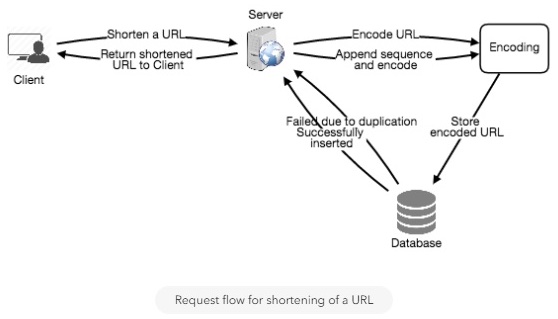 Server
Shorten a URL
Return shortened
URL to Client
Client
Encode URL
Append sequence
and encode
Encoding
Failed due to duplication
Successfully
inserted
Store
encoded URL
Database
Request flow for shortening of a URL